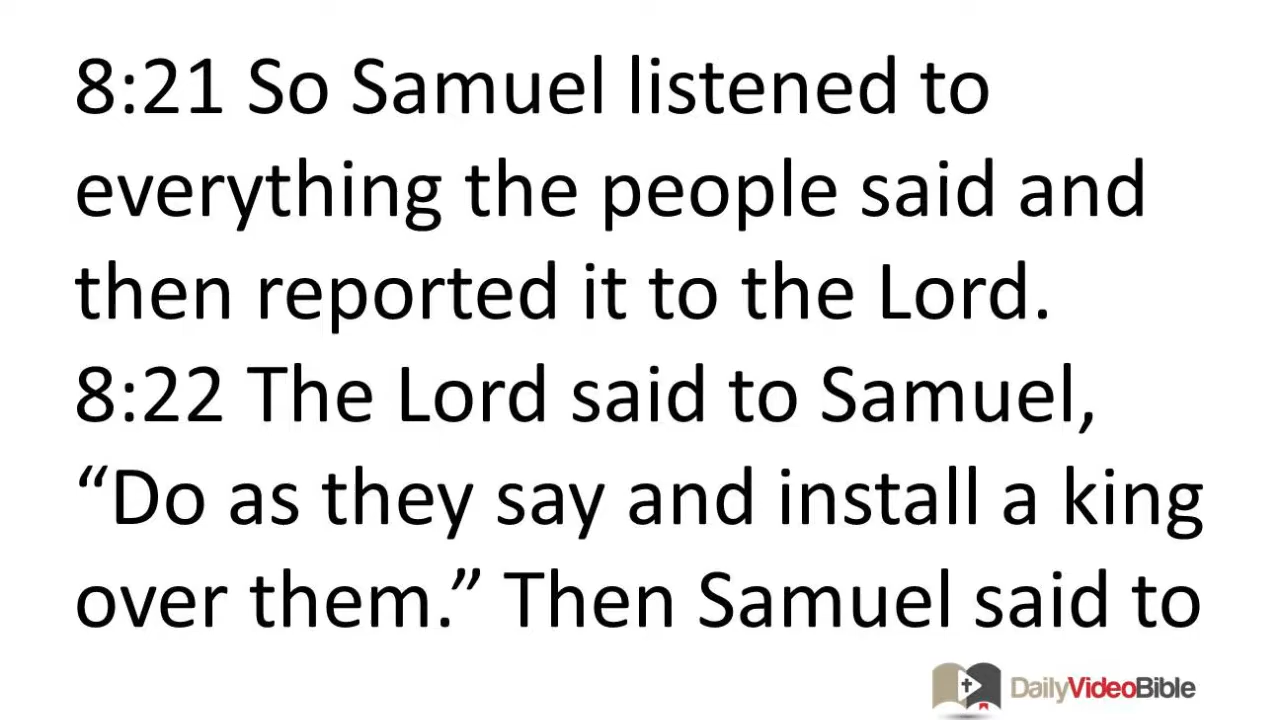 8:21 So Samuel listened to
everything the people said and
then reported it to the Lord.
8:22 The Lord said to Samuel,
“Do as they say and install a king
over them.” Then Samuel said to
DailyVideoBible